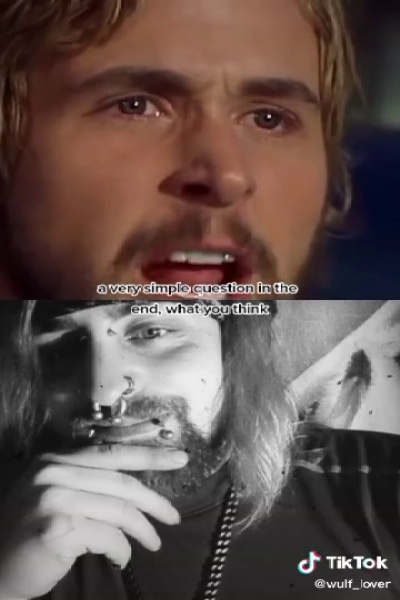 a very simple question in the
end, what you think
TikTok
@wulf_lover